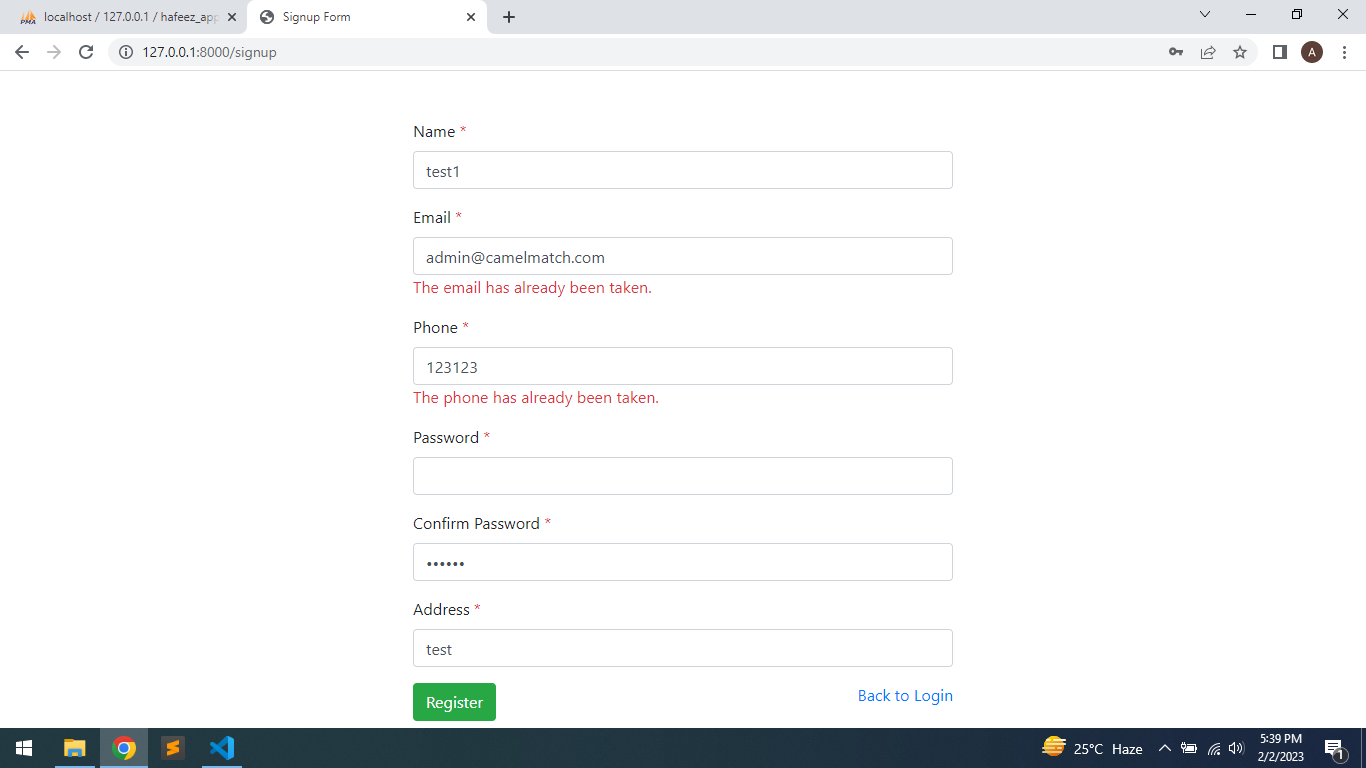 PMA localhost / 127.0.0.1 / hafeez_app
Signup Form
127.0.0.1:8000/signup
A
Name *
test1
Email *
admin@camelmatch.com
The email has already been taken.
Phone *
123123
The phone has already been taken.
Password *
Confirm Password *
••••••
Address *
test
Register
Back to Login
25°C Haze
5:39 PM
2/2/2023
1